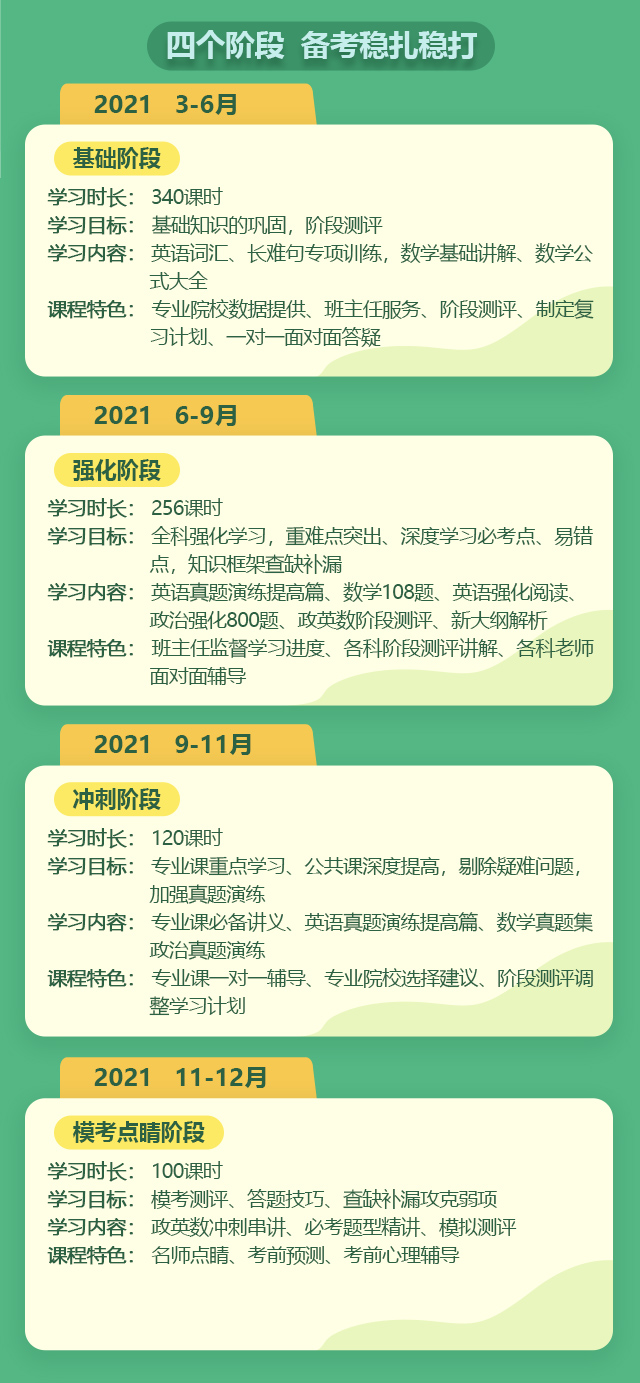 四个阶段 备考稳扎稳打
2021 3-6月
基础阶段
学习时长： 340课时
学习目标： 基础知识的巩固，阶段测评
学习内容： 英语词汇、长难句专项训练，数学基础讲解、数学公
式大全
课程特色： 专业院校数据提供、班主任服务、阶段测评、制定复
习计划、一对一面对面答疑
2021 6-9月
强化阶段
学习时长： 256课时
学习目标： 全科强化学习，重难点突出、深度学习必考点、易错
点，知识框架查缺补漏
学习内容： 英语真题演练提高篇、数学108题、英语强化阅读、
政治强化800题、政英数阶段测评、新大纲解析
课程特色： 班主任监督学习进度、各科阶段测评讲解、各科老师
面对面辅导
2021 9-11月
冲刺阶段
学习时长： 120课时
学习目标： 专业课重点学习、公共课深度提高，剔除疑难问题，
加强真题演练
学习内容： 专业课必备讲义、英语真题演练提高篇、数学真题集
政治真题演练
课程特色： 专业课一对一辅导、专业院校选择建议、阶段测评调
整学习计划
2021 11-12月
模考点睛阶段
学习时长： 100课时
学习目标： 模考测评、答题技巧、查缺补漏攻克弱项
学习内容： 政英数冲刺串讲、必考题型精讲、模拟测评
课程特色： 名师点睛、考前预测、考前心理辅导